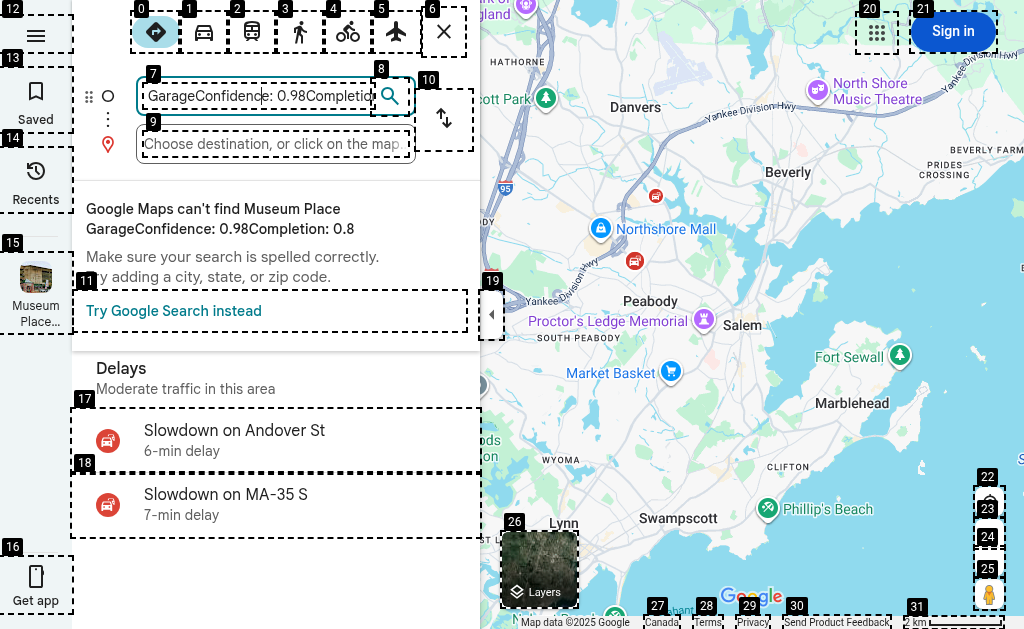 0
1
2
3
4
5
6
7
8
9
10
11
12
13
14
15
16
17
18
19
20
21
22
23
24
25
26
27
28
29
30
31
Saved
Recents
Museum
Place...
Get app
GarageConfidence: 0.98Completio
Choose destination, or click on the map...
Google Maps can't find Museum Place
GarageConfidence: 0.98Completion: 0.8
Make sure your search is spelled correctly.
Try adding a city, state, or zip code.
Try Google Search instead
Delays
Moderate traffic in this area
Slowdown on Andover St
6-min delay
Slowdown on MA-35 S
7-min delay
Sign in
HATHORNE
Danvers
North Shore
Music Theatre
Yankee Division Hwy
Yankee Division Hwy
BEVERLY FARM
PRIDES
CROSSING
Beverly
95
Northshore Mall
Yankee Division Hwy
Peabody
Proctor's Ledge Memorial
Salem
SOUTH PEABODY
Market Basket
Fort Sewall
Marblehead
WYOMA
CLIFTON
Lynn
Swampscott
Phillip's Beach
Layers
Google
Map data ©2025 Google
Canada
Terms
Privacy
Send Product Feedback
2 km